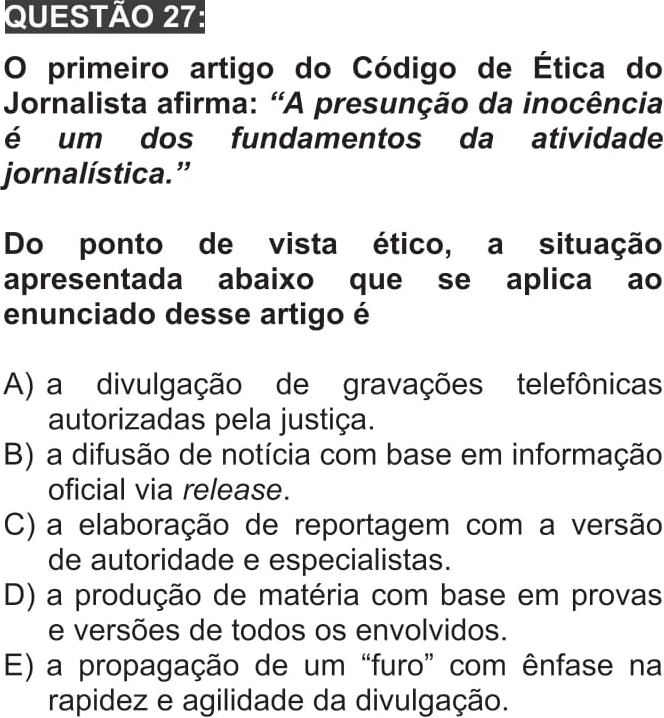 QUESTÃO 27:
O primeiro artigo do Código de Ética do
Jornalista afirma: “A presunção da inocência
é um dos fundamentos da atividade
jornalística.”
Do ponto de vista ético, a situação
apresentada abaixo que se aplica ao
enunciado desse artigo é
A) a divulgação de gravações telefônicas
autorizadas pela justiça.
B) a difusão de notícia com base em informação
oficial via release.
C) a elaboração de reportagem com a versão
de autoridade e especialistas.
D) a produção de matéria com base em provas
e versões de todos os envolvidos.
E) a propagação de um “furo” com ênfase na
rapidez e agilidade da divulgação.